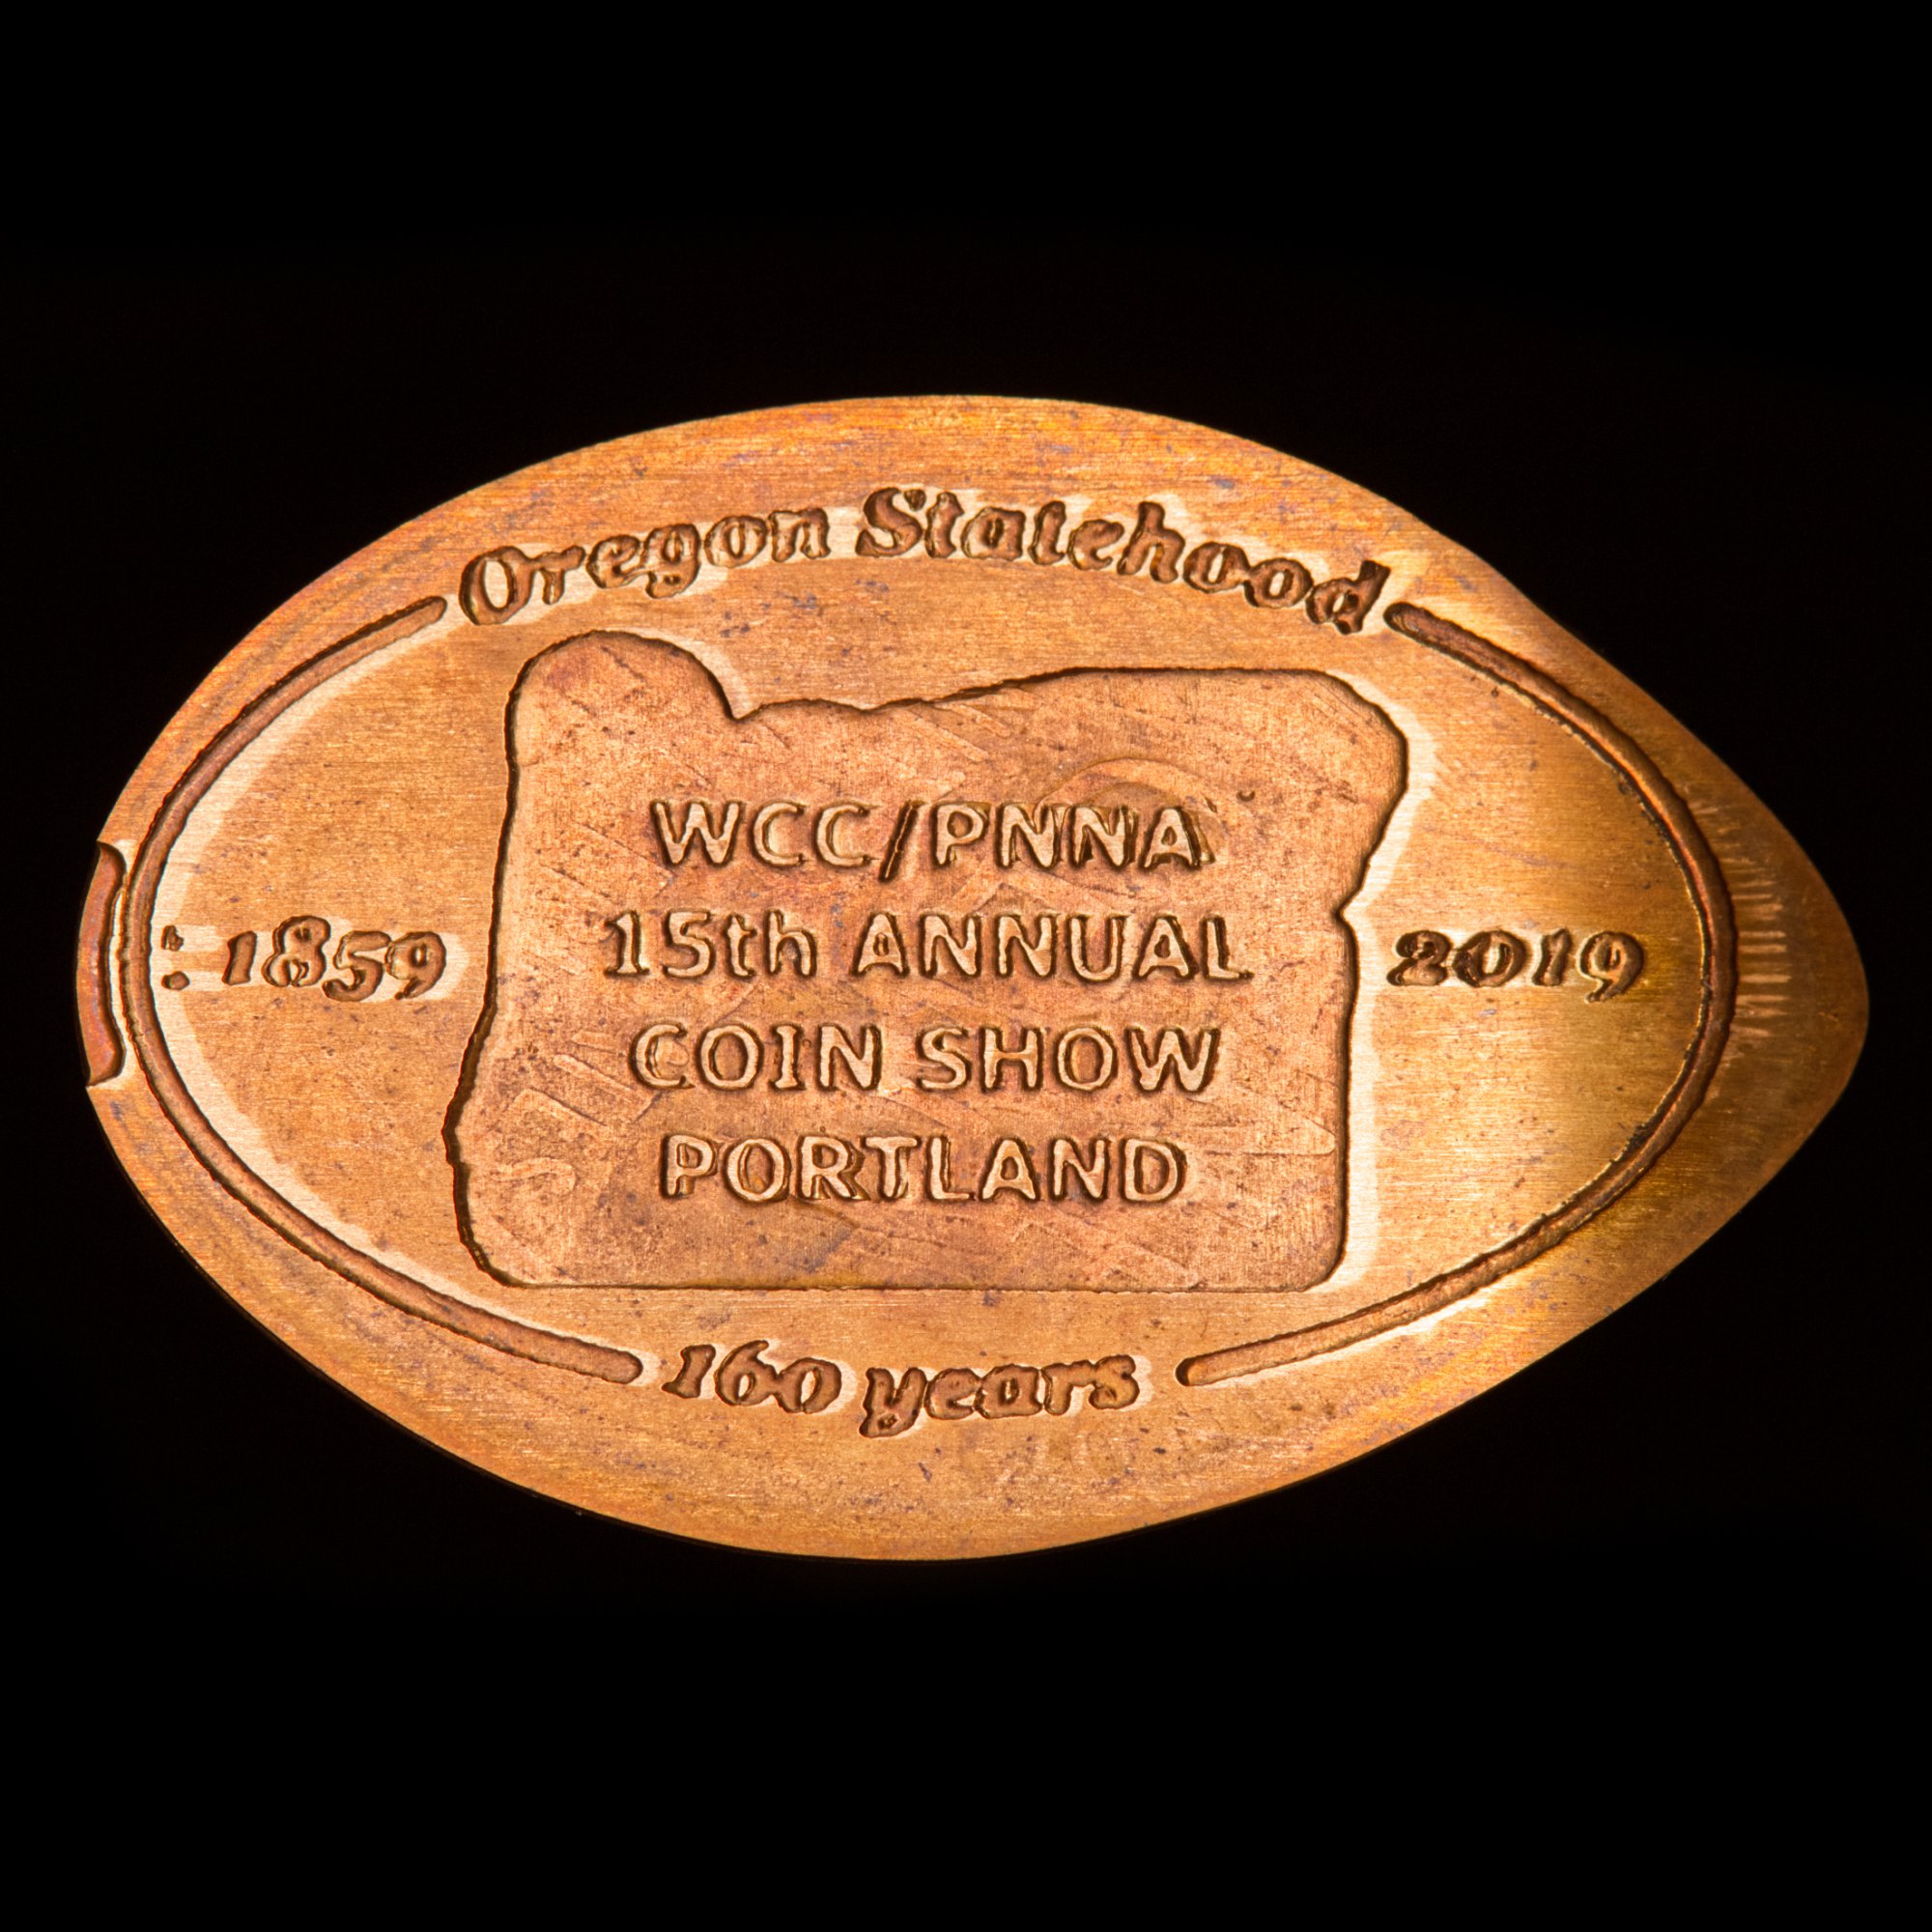 Oregon Statehood
WCC/PNNA
15th ANNUAL
1859
2019
COIN SHOW
PORTLAND
160 years